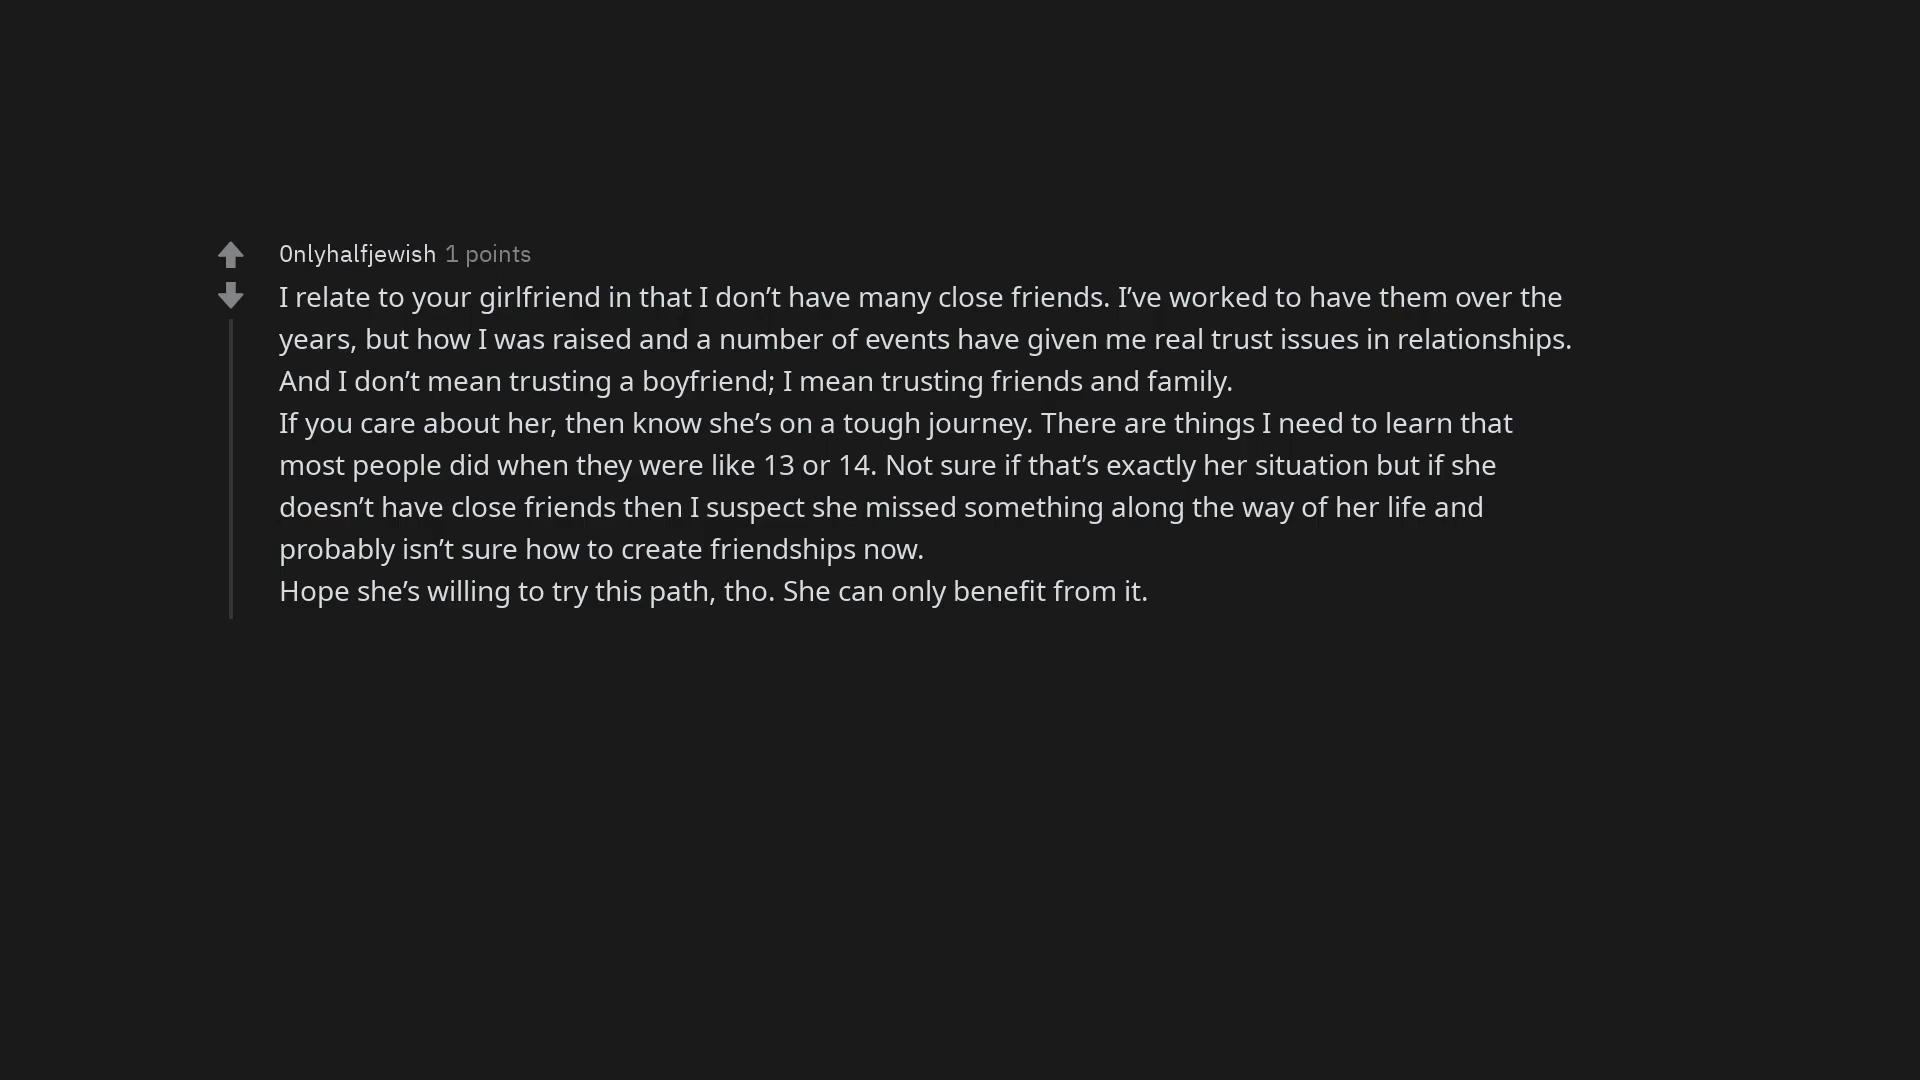 0nlyhalfjewish 1 points
I relate to your girlfriend in that I don’t have many close friends. I’ve worked to have them over the
years, but how I was raised and a number of events have given me real trust issues in relationships.
And I don’t mean trusting a boyfriend; I mean trusting friends and family.
If you care about her, then know she’s on a tough journey. There are things I need to learn that
most people did when they were like 13 or 14. Not sure if that’s exactly her situation but if she
doesn’t have close friends then I suspect she missed something along the way of her life and
probably isn’t sure how to create friendships now.
Hope she’s willing to try this path, tho. She can only benefit from it.